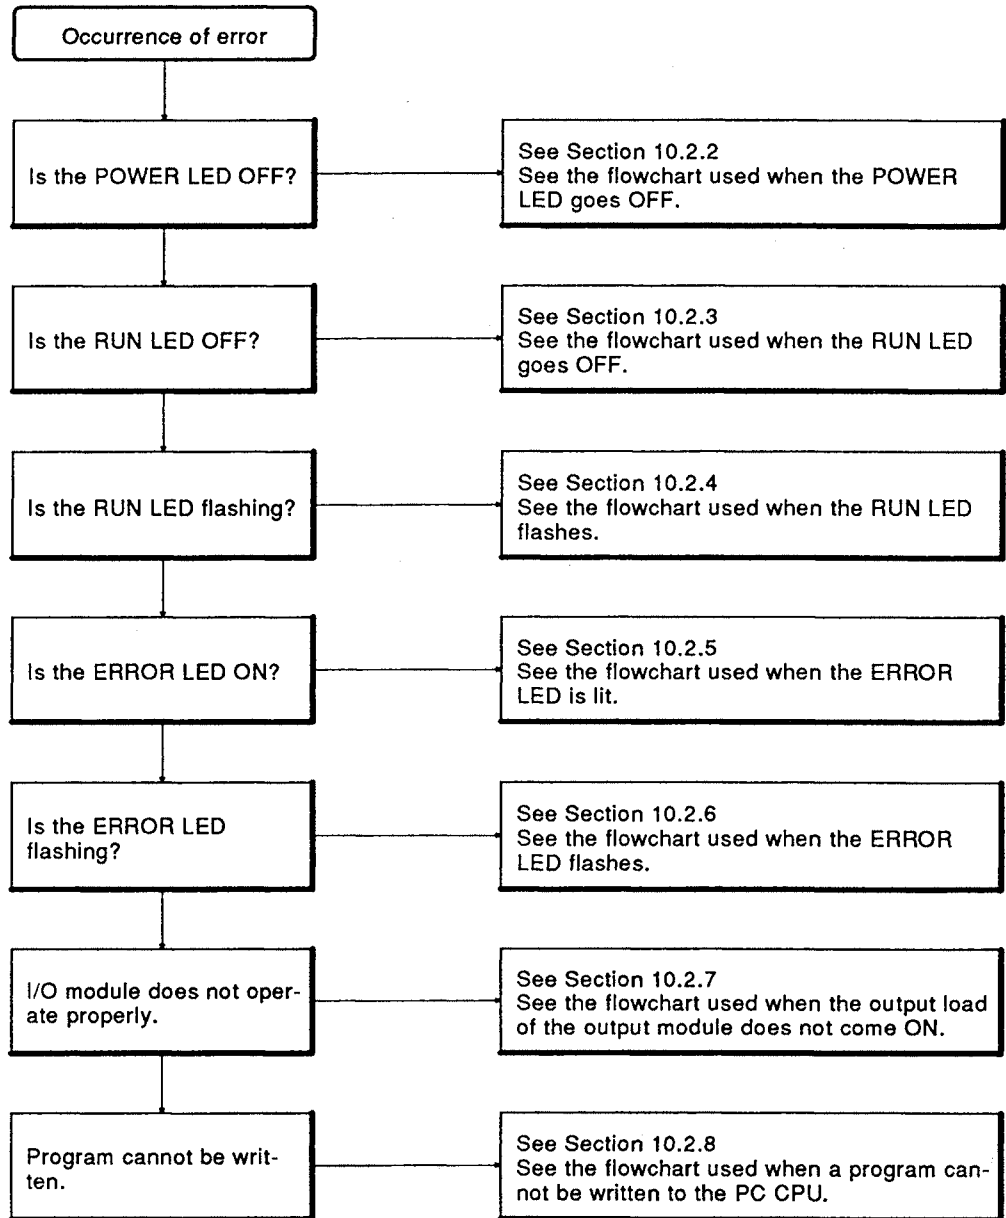 Occurrence of error
Is the POWER LED OFF?
See Section 10.2.2
See the flowchart used when the POWER
LED goes OFF.
Is the RUN LED OFF?
See Section 10.2.3
See the flowchart used when the RUN LED
goes OFF.
Is the RUN LED flashing?
See Section 10.2.4
See the flowchart used when the RUN LED
flashes.
Is the ERROR LED ON?
See Section 10.2.5
See the flowchart used when the ERROR
LED is lit.
Is the ERROR LED
flashing?
See Section 10.2.6
See the flowchart used when the ERROR
LED flashes.
I/O module does not oper-
ate properly.
See Section 10.2.7
See the flowchart used when the output load
of the output module does not come ON.
Program cannot be writ-
ten.
See Section 10.2.8
See the flowchart used when a program can-
not be written to the PC CPU.